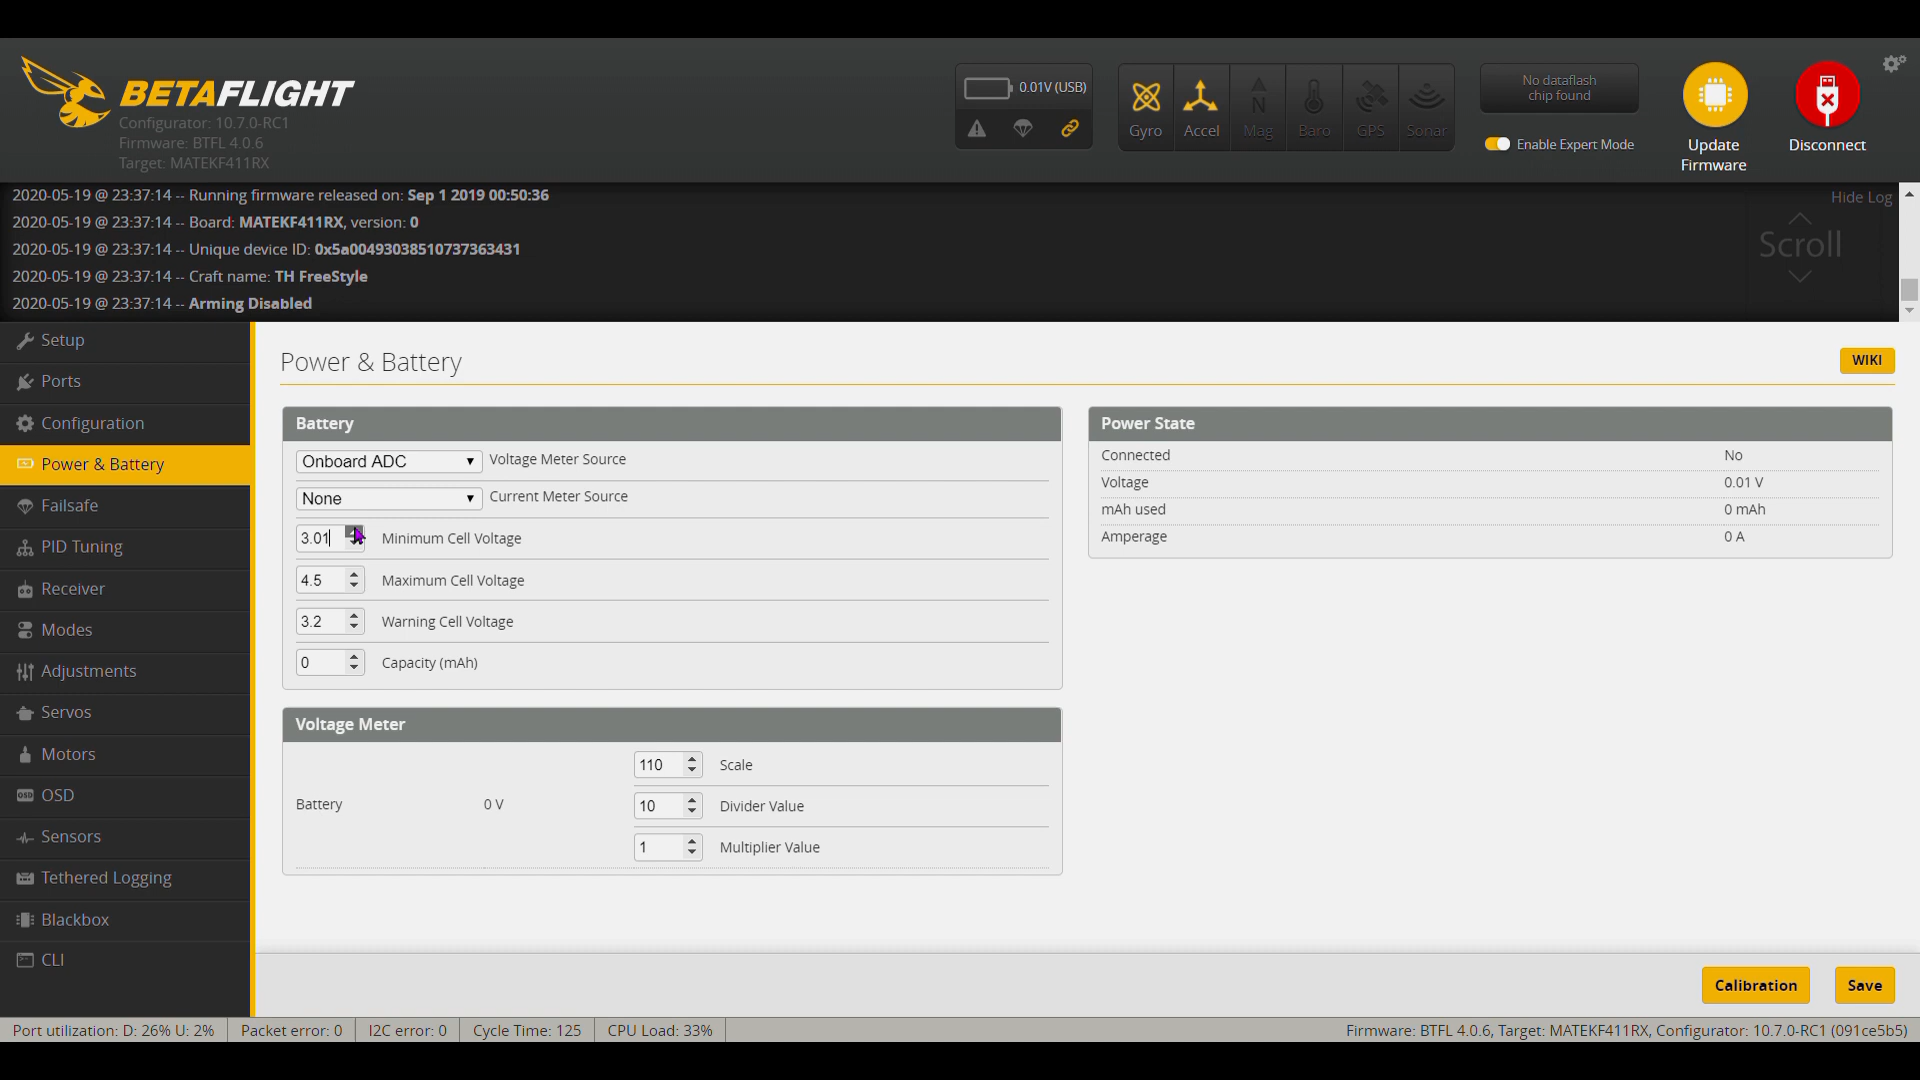 BETAFLIGHT
Configurator: 10.7.0-RC1
Firmware: BTFL 4.0.6
Target: MATEKF411RX
0.01V (USB)
Gyro
Accel
Mag
Baro
GPS
Sonar
No dataflash
chip found
Enable Expert Mode
Update
Firmware
Disconnect
2020-05-19 @ 23:37:14 -- Running firmware released on: Sep 1 2019 00:50:36
2020-05-19 @ 23:37:14 -- Board: MATEKF411RX, version: 0
2020-05-19 @ 23:37:14 -- Unique device ID: 0x5a00493038510737363431
2020-05-19 @ 23:37:14 -- Craft name: TH FreeStyle
2020-05-19 @ 23:37:14 -- Arming Disabled
Hide Log
Scroll
Setup
Ports
Configuration
Power & Battery
Failsafe
PID Tuning
Receiver
Modes
Adjustments
Servos
Motors
OSD
Sensors
Tethered Logging
Blackbox
CLI
Power & Battery
WIKI
Battery
Onboard ADC Voltage Meter Source
None Current Meter Source
3.01 Minimum Cell Voltage
4.5 Maximum Cell Voltage
3.2 Warning Cell Voltage
0 Capacity (mAh)
Power State
Connected No
Voltage 0.01 V
mAh used 0 mAh
Amperage 0 A
Voltage Meter
Battery 0 V
110 Scale
10 Divider Value
1 Multiplier Value
Calibration
Save
Port utilization: D: 26% U: 2%
Packet error: 0
I2C error: 0
Cycle Time: 125
CPU Load: 33%
Firmware: BTFL 4.0.6, Target: MATEKF411RX, Configurator: 10.7.0-RC1 (091ce5b5)